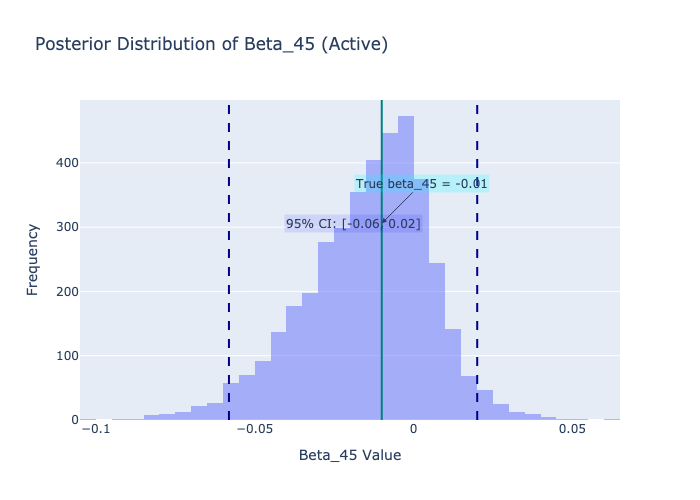 Posterior Distribution of Beta_45 (Active)
400
300
200
100
0
Frequency
True beta_45 = -0.01
95% CI: [-0.06, 0.02]
−0.1
−0.05
0
0.05
Beta_45 Value